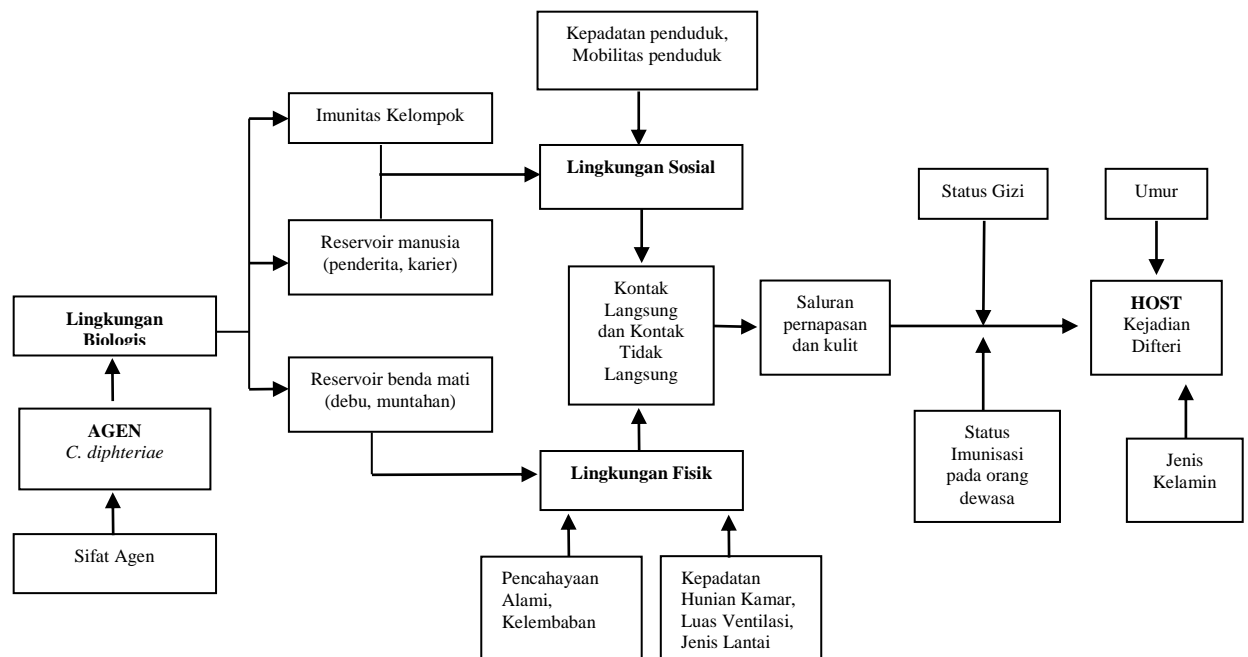 Kepadatan penduduk,
Mobilitas penduduk
Imunitas Kelompok
Lingkungan Sosial
Status Gizi
Umur
Reservoir manusia
(penderita, karier)
Lingkungan
Biologis
Kontak
Langsung
dan Kontak
Tidak
Langsung
Saluran
pernapasan
dan kulit
HOST
Kejadian
Difteri
Reservoir benda mati
(debu, muntahan)
AGEN
C. diphteriae
Lingkungan Fisik
Status
Imunisasi
pada orang
dewasa
Jenis
Kelamin
Sifat Agen
Pencahayaan
Alami,
Kelembaban
Kepadatan
Hunian Kamar,
Luas Ventilasi,
Jenis Lantai